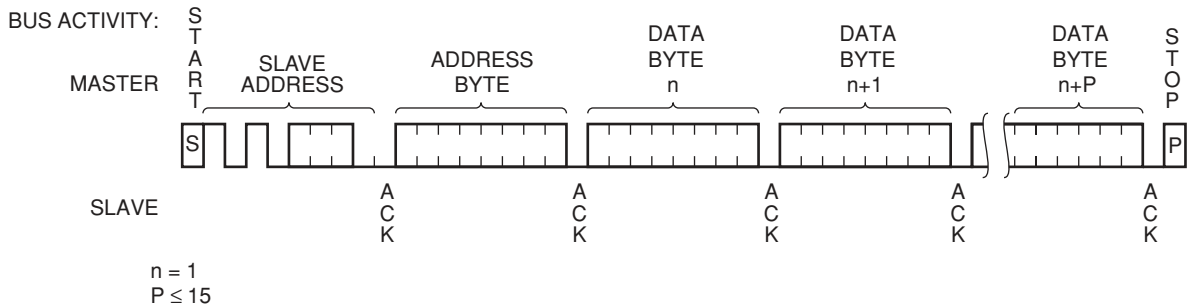 BUS ACTIVITY:
MASTER
START
SLAVE
ADDRESS
ADDRESS
BYTE
DATA
BYTE
n
DATA
BYTE
n+1
DATA
BYTE
n+P
STOP
S
P
SLAVE
ACK
ACK
ACK
ACK
ACK
n = 1
P ≤ 15